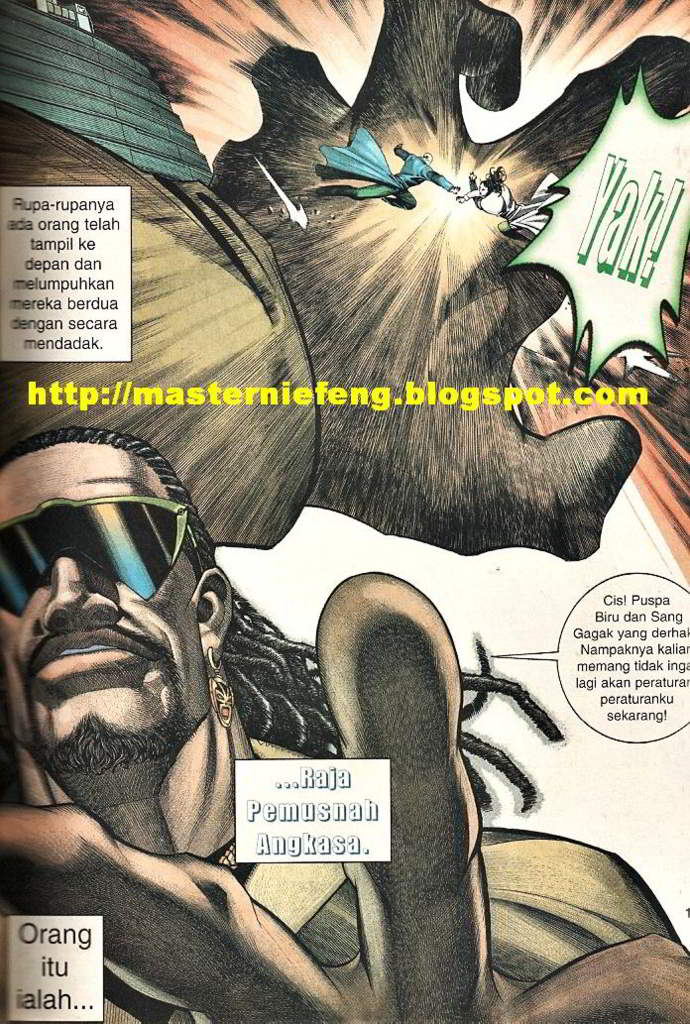 Rupa-rupanya
ada orang telah
tampil ke
depan dan
melumpuhkan
mereka berdua
dengan secara
mendadak.
Yak!
http://masterniefeng.blogspot.com
Cis! Puspa
Biru dan Sang
Gagak yang derhak
Nampaknya kalian
memang tidak inga
lagi akan peraturan
peraturanku
sekarang!
Orang
itu
ialah...
...Raja
Pemusnah
Angkasa.
1